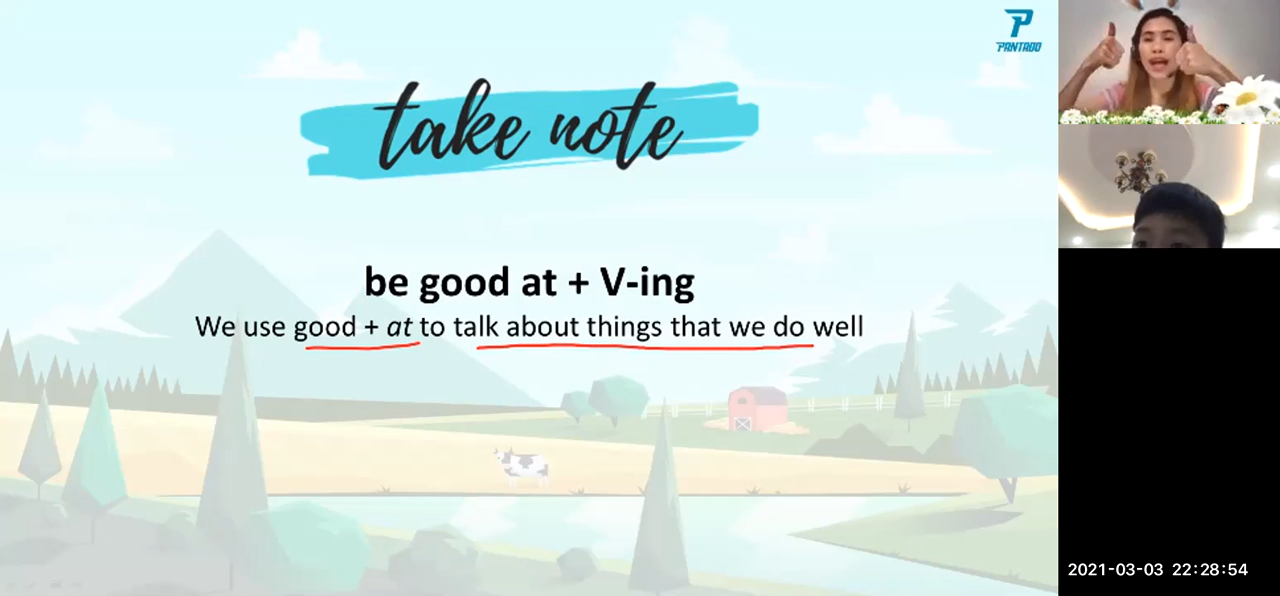 P
PANTADO
take note
be good at + V-ing
We use good + at to talk about things that we do well
2021-03-03 22:28:54